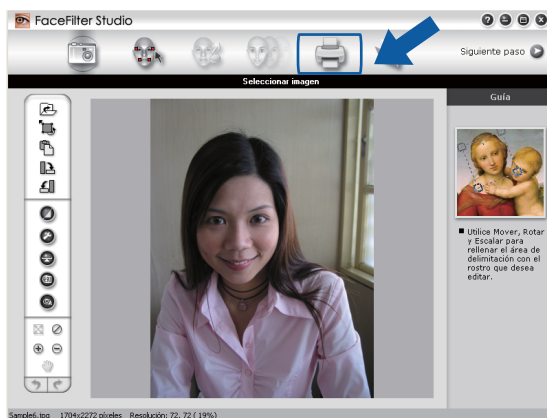 FaceFilter Studio
Siguiente paso
Seleccionar imagen
Guía
Utilice Mover, Rotar
y Escalar para
rellenar el área de
delimitación con el
rostro que desea
editar.
Sample6.jpg 1704x2272 píxeles Resolución: 72, 72 ( 19%)